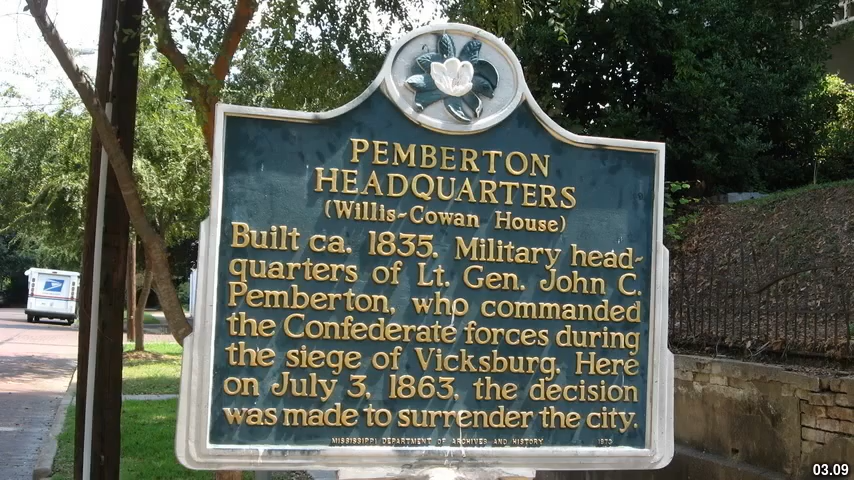 PEMBERTON
HEADQUARTERS
(Willis-Cowan House)
Built ca. 1835. Military head-
quarters of Lt. Gen. John C.
Pemberton, who commanded
the Confederate forces during
the siege of Vicksburg. Here
on July 3, 1863, the decision
was made to surrender the city.
MISSISSIPPI DEPARTMENT OF ARCHIVES AND HISTORY 1970
03.09